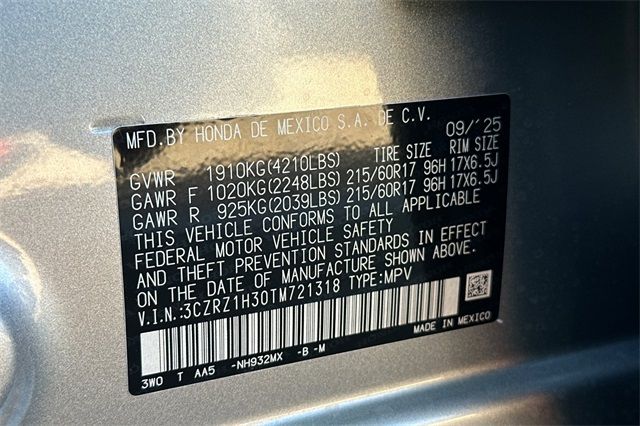 MFD.BY HONDA DE MEXICO S.A. DE C.V. 09/'25
TIRE SIZE RIM SIZE
GVWR 1910KG(4210LBS)
GAWR F 1020KG(2248LBS) 215/60R17 96H 17X6.5J
GAWR R 925KG(2039LBS) 215/60R17 96H 17X6.5J
THIS VEHICLE CONFORMS TO ALL APPLICABLE
FEDERAL MOTOR VEHICLE SAFETY
AND THEFT PREVENTION STANDARDS IN EFFECT
ON THE DATE OF MANUFACTURE SHOWN ABOVE.
V.I.N.:3CZRZ1H30TM721318 TYPE:MPV
MADE IN MEXICO
3W0 T AA5 -NH932MX -B -M